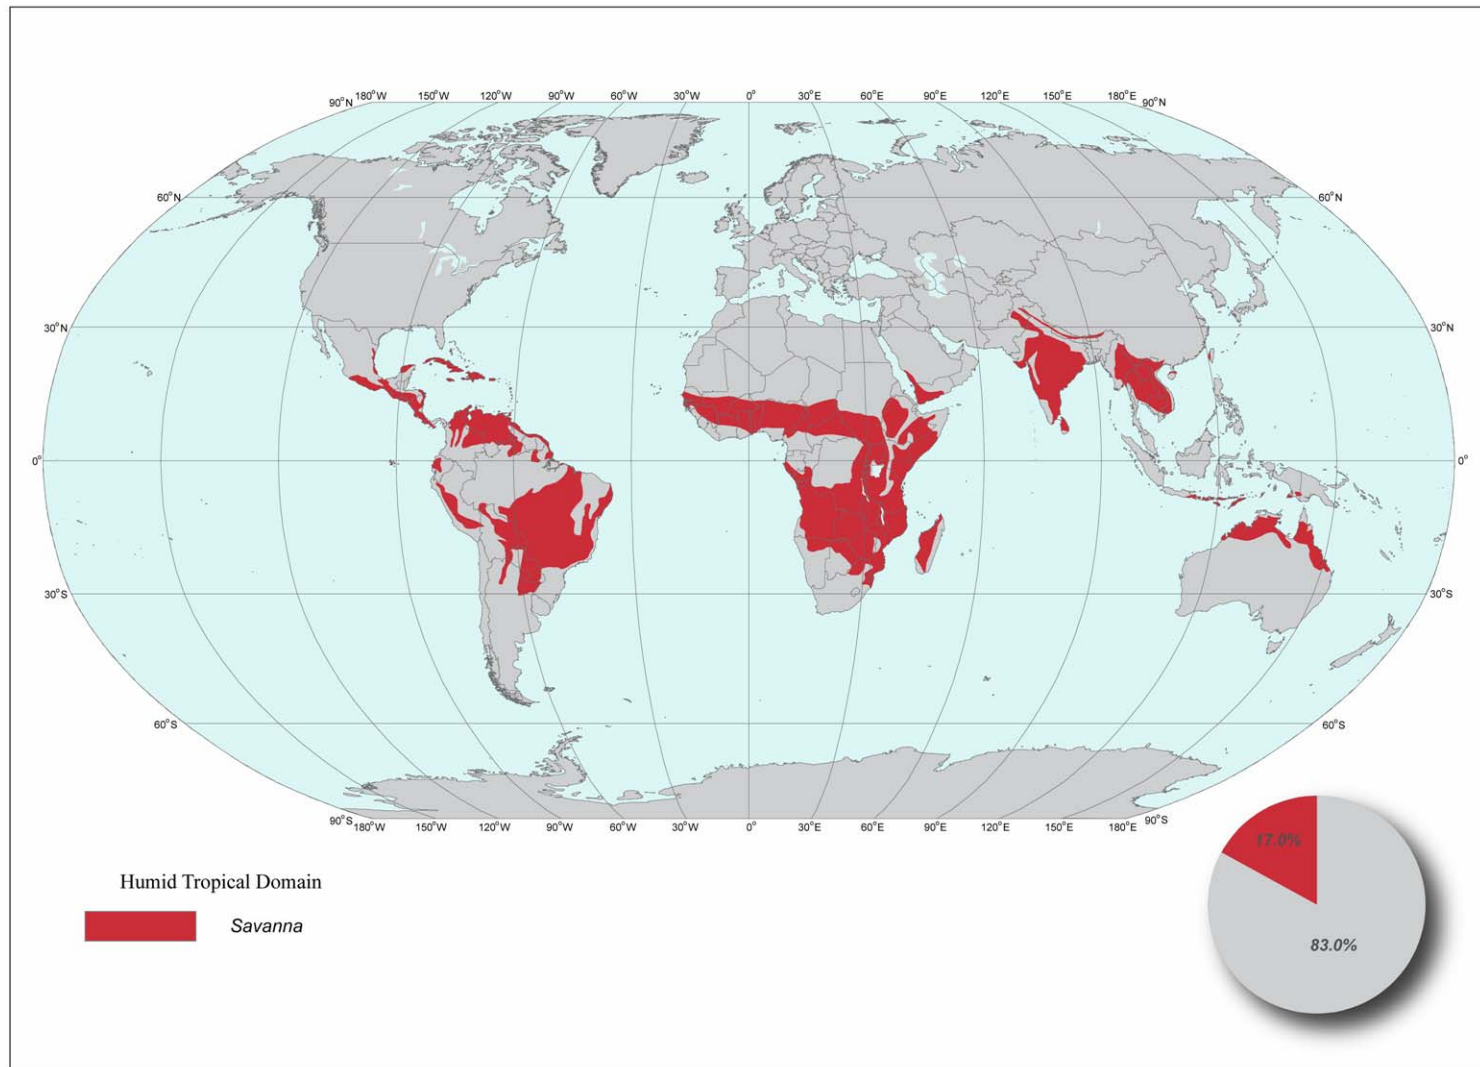 90°N 180°W 150°W 120°W 90°W 60°W 30°W 0° 30°E 60°E 90°E 120°E 150°E 180°E 90°N
60°N 60°N
30°N 30°N
0° 0°
30°S 30°S
60°S 60°S
90°S 180°W 150°W 120°W 90°W 60°W 30°W 0° 30°E 60°E 90°E 120°E 150°E 180°E 90°S
17.0%
Humid Tropical Domain
Savanna
83.0%